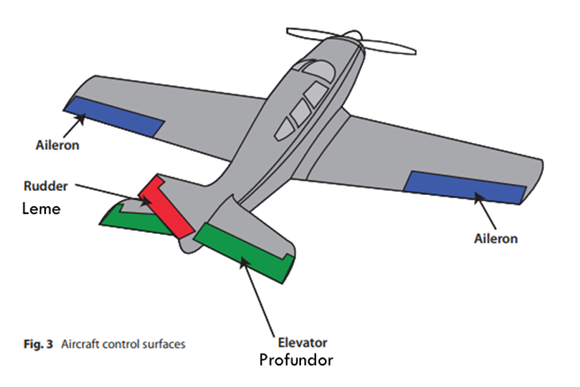 Aileron
Rudder
Leme
Aileron
Fig. 3 Aircraft control surfaces
Elevator
Profundor